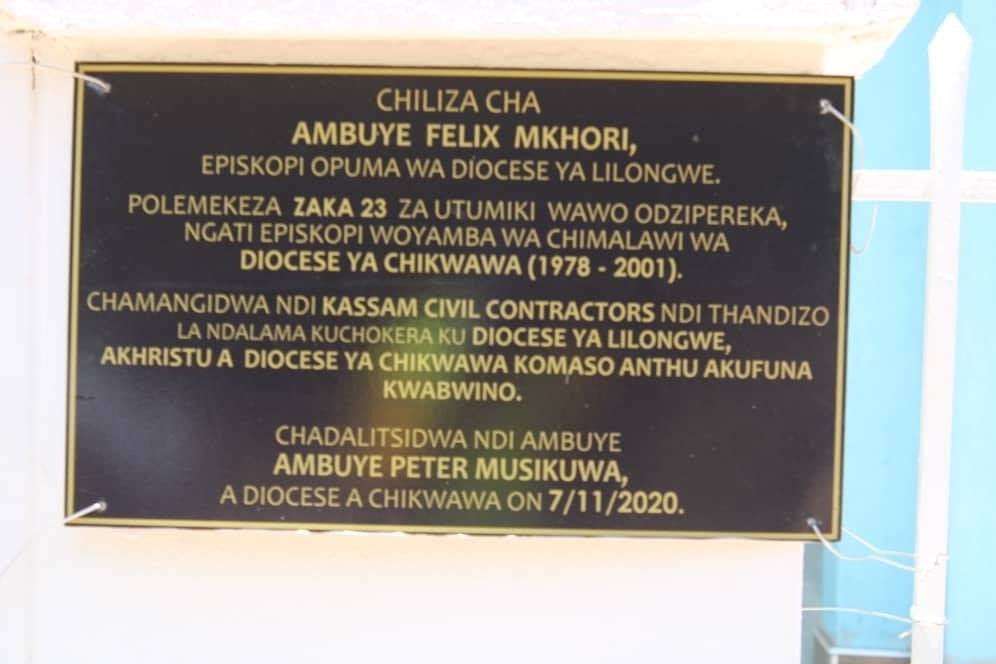 CHILIZA CHA
AMBUYE FELIX MKHORI,
EPISKOPI OPUMA WA DIOCESE YA LILONGWE.
POLEMEKEZA ZAKA 23 ZA UTUMIKI WAWO ODZIPEREKA,
NGATI EPISKOPI WOYAMBA WA CHIMALAWI WA
DIOCESE YA CHIKWAWA (1978 - 2001).
CHAMANGIDWA NDI KASSAM CIVIL CONTRACTORS NDI THANDIZO
LA NDALAMA KUCHOKERA KU DIOCESE YA LILONGWE,
AKHRISTU A DIOCESE YA CHIKWAWA KOMASO ANTHU AKUFUNA
KWABWINO.
CHADALITSIDWA NDI AMBUYE
AMBUYE PETER MUSIKUWA,
A DIOCESE A CHIKWAWA ON 7/11/2020.